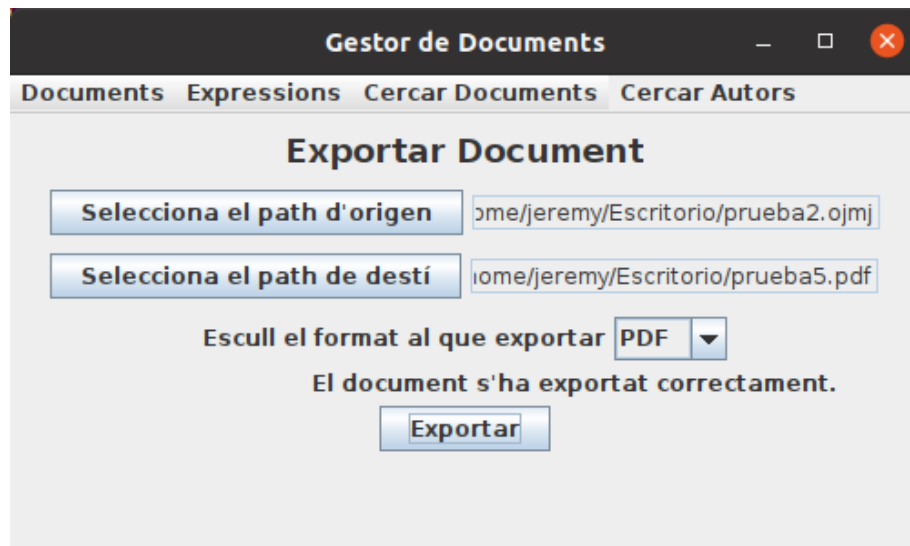 Gestor de Documents
Documents Expressions Cercar Documents Cercar Autors
Exportar Document
Selecciona el path d'origen ome/jeremy/Escritorio/prueba2.ojmj
Selecciona el path de destí nome/jeremy/Escritorio/prueba5.pdf
Escull el format al que exportar PDF
El document s'ha exportat correctament.
Exportar